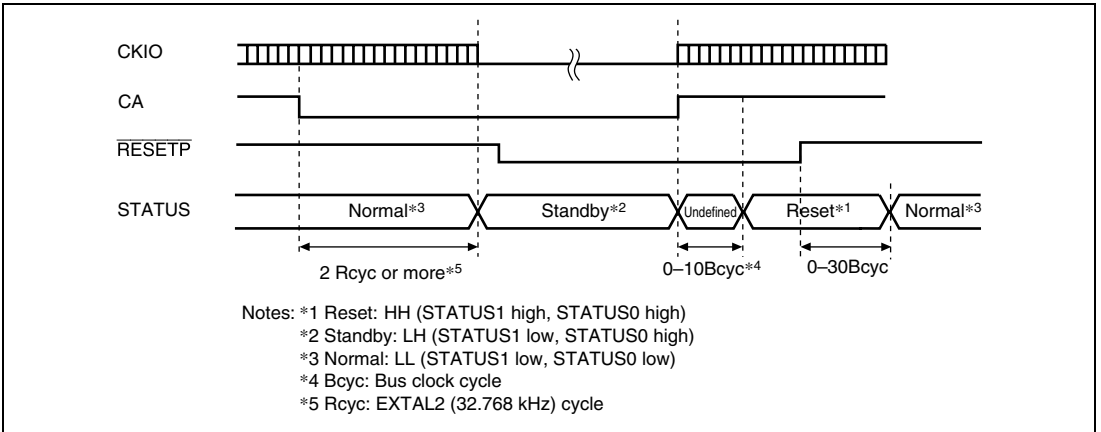 CKIO
CA
RESETP
STATUS
Normal*3 Standby*2 Undefined Reset*1 Normal*3
2 Rcyc or more*5 0–10Bcyc*4 0–30Bcyc
Notes: *1 Reset: HH (STATUS1 high, STATUS0 high)
*2 Standby: LH (STATUS1 low, STATUS0 high)
*3 Normal: LL (STATUS1 low, STATUS0 low)
*4 Bcyc: Bus clock cycle
*5 Rcyc: EXTAL2 (32.768 kHz) cycle